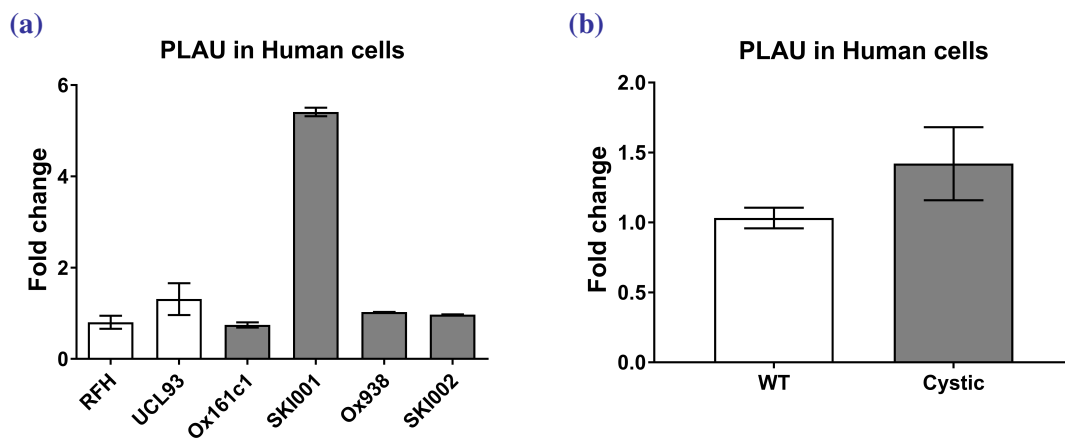 (a)
PLAU in Human cells
Fold change
6
4
2
0
RFH
UCL93
Ox161c1
SKI001
Ox938
SKI002
(b)
PLAU in Human cells
Fold change
2.0
1.5
1.0
0.5
0.0
WT
Cystic